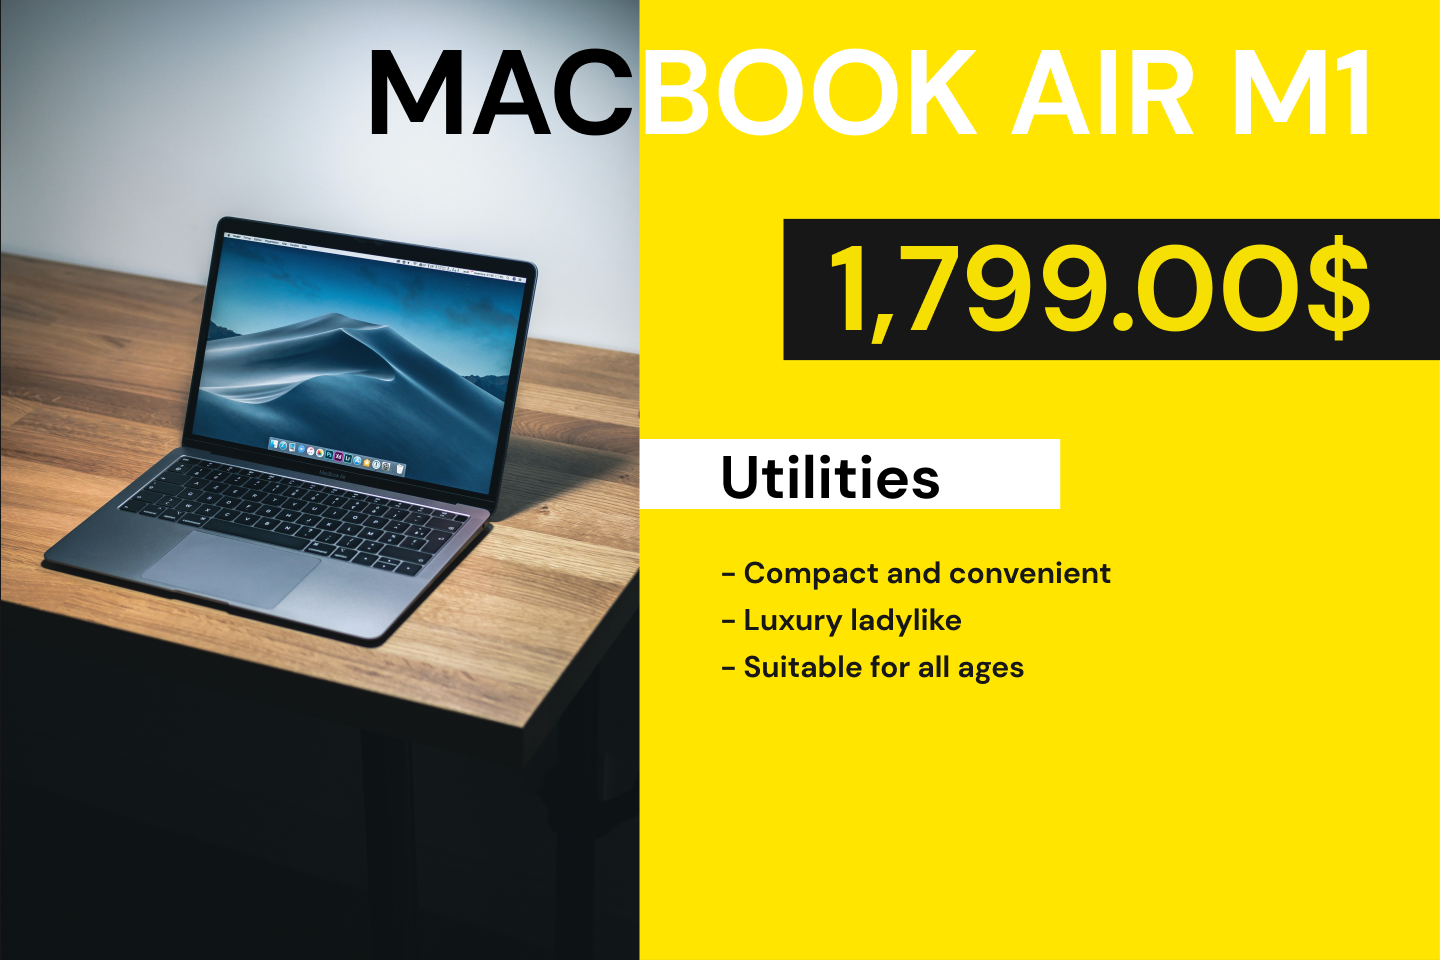 MACBOOK AIR M1
1,799.00$
Utilities
- Compact and convenient
- Luxury ladylike
- Suitable for all ages